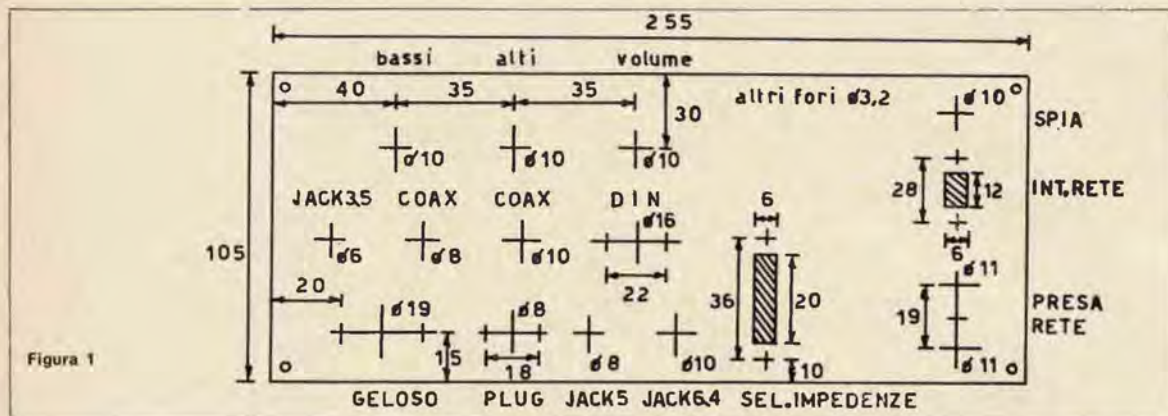 255
bassi alti volume
40 35 35 altri fori ø3,2 ø10
30 SPIA
ø10 ø10 ø10
28 12 INT.RETE
JACK3.5 COAX COAX DIN 6
ø16
6
105 ø6 ø8 ø10 ø11
20 22 36 20
19 PRESA
RETE
ø19 ø8
15 18 ø8 ø10 10 ø11
Figura 1
GELOSO PLUG JACK5 JACK6.4 SEL.IMPEDENZE